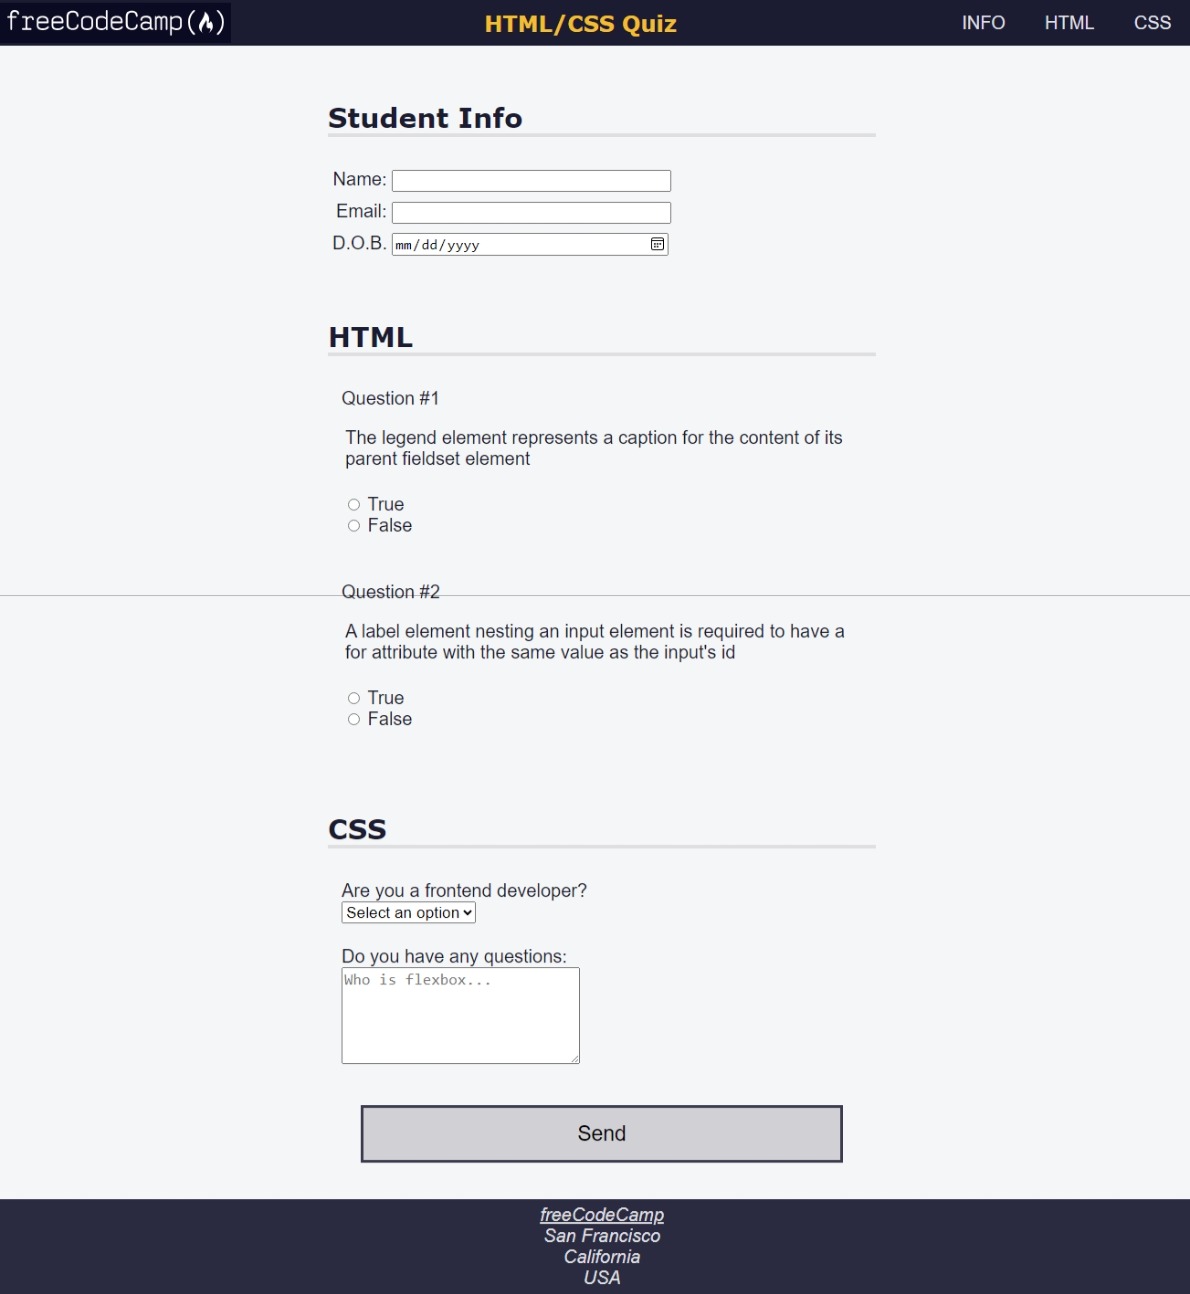 freeCodeCamp
HTML/CSS Quiz
INFO HTML CSS
Student Info
Name:
Email:
D.O.B. mm/dd/yyyy
HTML
Question #1
The legend element represents a caption for the content of its
parent fieldset element
True
False
Question #2
A label element nesting an input element is required to have a
for attribute with the same value as the input's id
True
False
CSS
Are you a frontend developer?
Select an option
Do you have any questions:
Who is flexbox...
Send
freeCodeCamp
San Francisco
California
USA